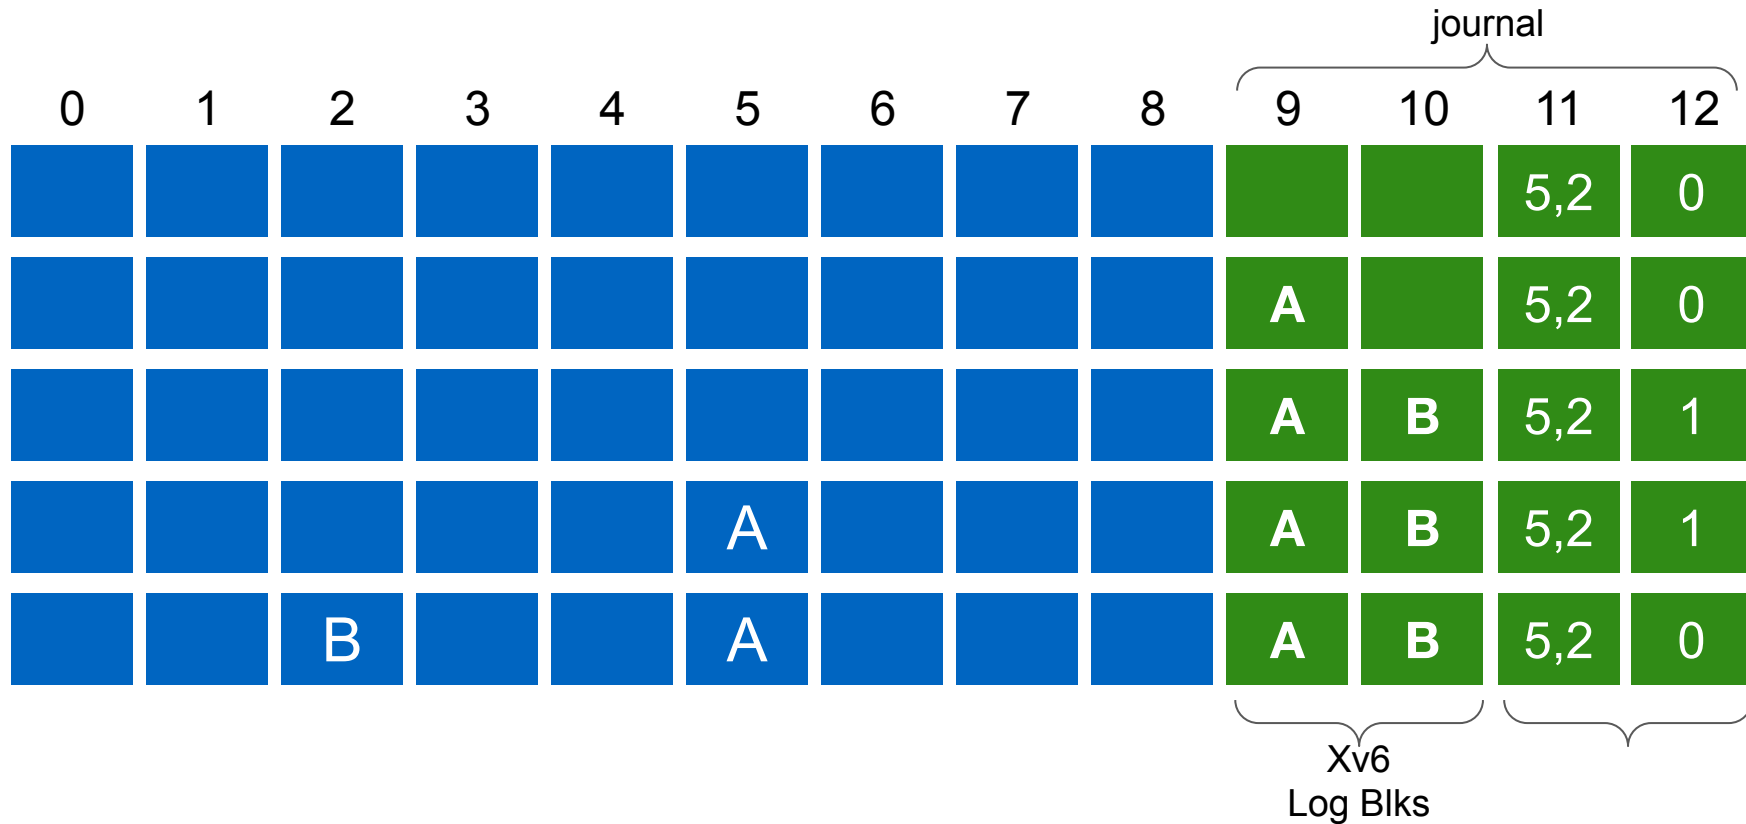 journal
0 1 2 3 4 5 6 7 8 9 10 11 12
5,2 0
A 5,2 0
A B 5,2 1
A A B 5,2 1
B A A B 5,2 0
Xv6
Log Blks